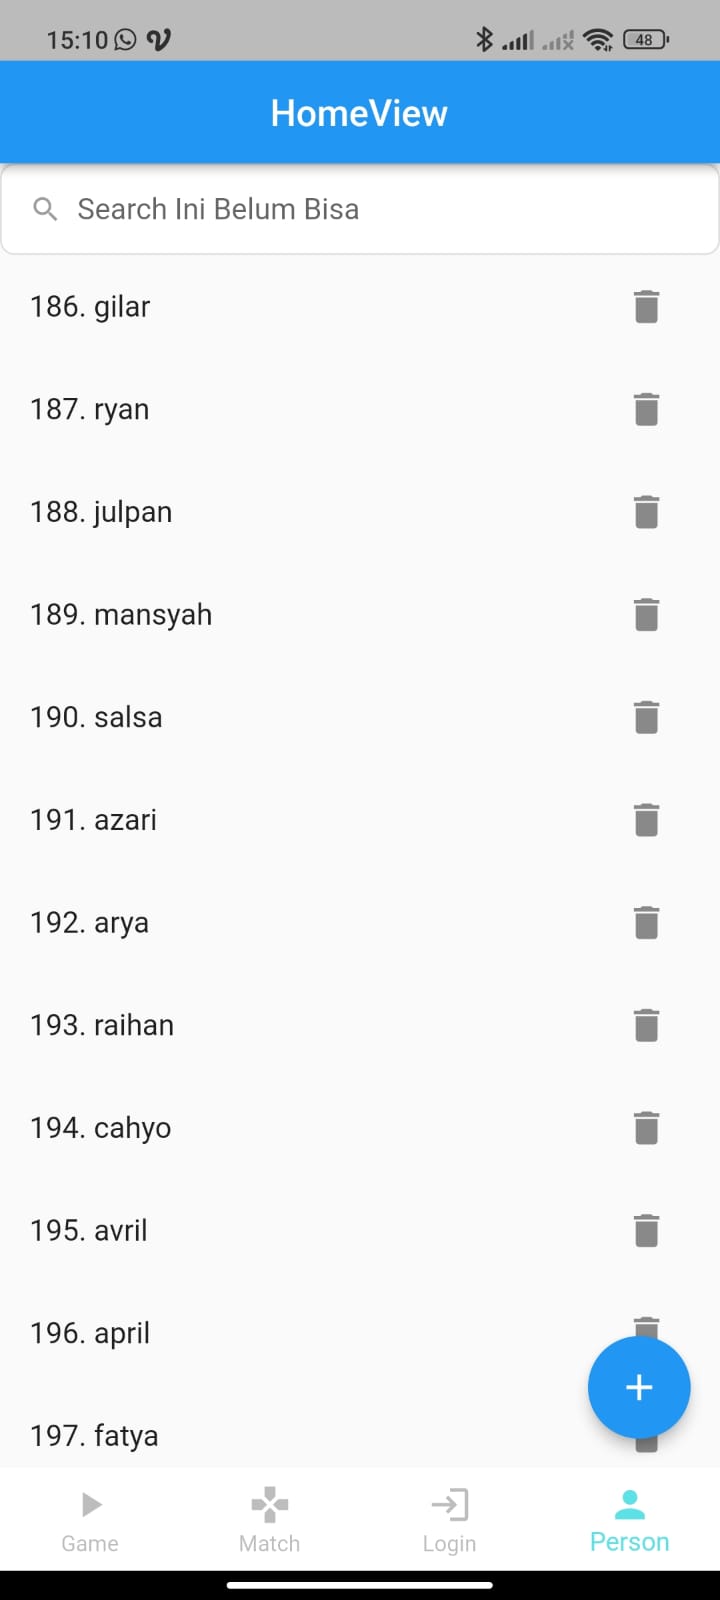 15:10 48
HomeView
Search Ini Belum Bisa
186. gilar
187. ryan
188. julpan
189. mansyah
190. salsa
191. azari
192. arya
193. raihan
194. cahyo
195. avril
196. april
197. fatya
Game Match Login Person